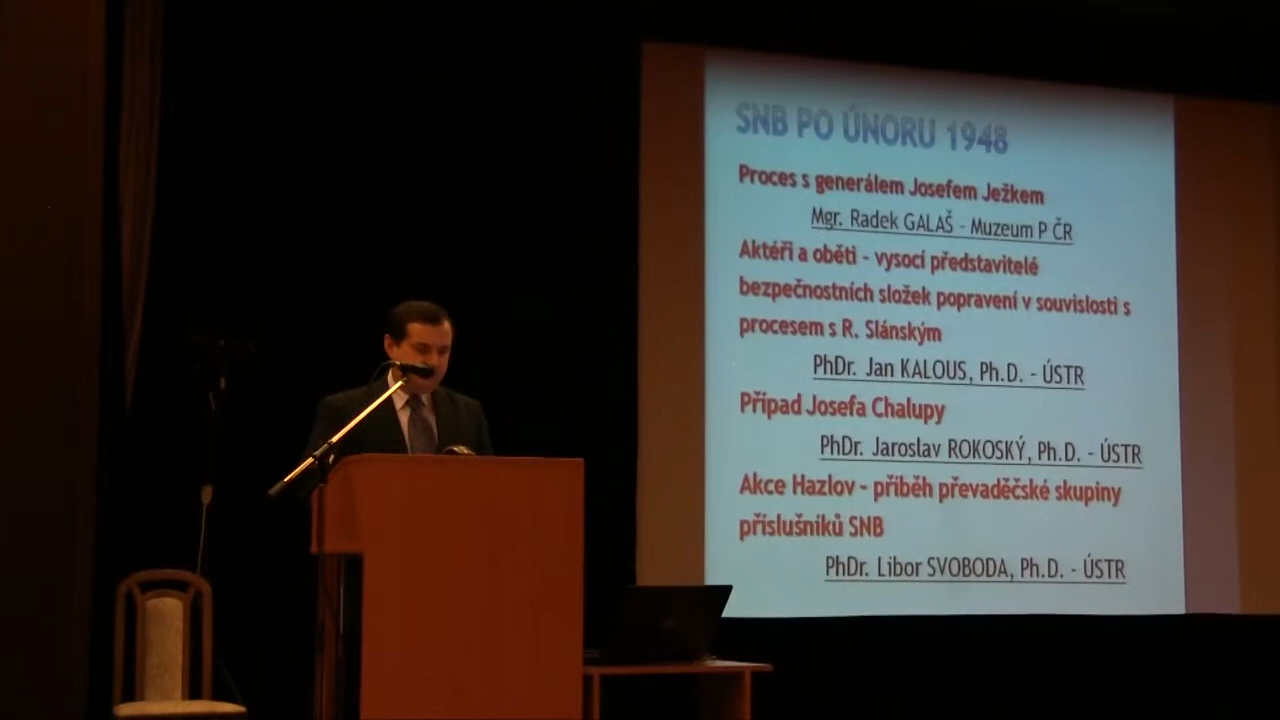 SNB PO ÚNORU 1948
Proces s generálem Josefem Ježkem
Mgr. Radek GALAŠ - Muzeum P ČR
Aktéři a oběti - vysocí představitelé
bezpečnostních složek popravení v souvislosti s
procesem s R. Slánským
PhDr. Jan KALOUS, Ph.D. - ÚSTR
Případ Josefa Chalupy
PhDr. Jaroslav ROKOSKÝ, Ph.D. - ÚSTR
Akce Hazlov - příběh převaděčské skupiny
příslušníků SNB
PhDr. Libor SVOBODA, Ph.D. - ÚSTR